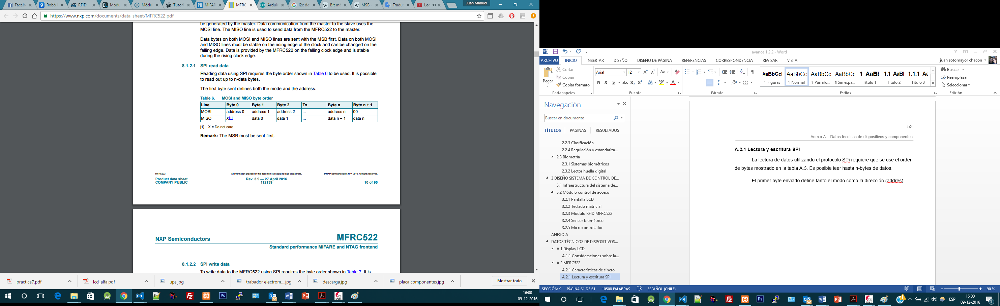 Faceb
Robó
RFID:
Módu
Módu
Tutori
MIFAR
MFRC
Arduin
i2c de
Bit má
MSB -
Tradu
Lec
Juan Manuel
https://www.nxp.com/documents/data_sheet/MFRC522.pdf
be generated by the master. Data communication from the master to the slave uses the
MOSI line. The MISO line is used to send data from the MFRC522 to the master.
Data bytes on both MOSI and MISO lines are sent with the MSB first. Data on both MOSI
and MISO lines must be stable on the rising edge of the clock and can be changed on the
falling edge. Data is provided by the MFRC522 on the falling clock edge and is stable
during the rising clock edge.
8.1.2.1 SPI read data
Reading data using SPI requires the byte order shown in Table 6 to be used. It is possible
to read out up to n-data bytes.
The first byte sent defines both the mode and the address.
Table 6. MOSI and MISO byte order
Line Byte 0 Byte 1 Byte 2 To Byte n Byte n + 1
MOSI address 0 address 1 address 2 ... address n 00
MISO X[1] data 0 data 1 ... data n − 1 data n
[1] X = Do not care.
Remark: The MSB must be sent first.
MFRC522 All information provided in this document is subject to legal disclaimers. © NXP Semiconductors N.V. 2016. All rights reserved.
Product data sheet Rev. 3.9 — 27 April 2016
COMPANY PUBLIC 112139 10 of 95
NXP Semiconductors MFRC522
Standard performance MIFARE and NTAG frontend
8.1.2.2 SPI write data
To write data to the MFRC522 using SPI requires the byte order shown in Table 7. It is
practica7.pdf
lcd_alfa.pdf
ups.jpg
trabador electrom....jpg
descarga.jpg
placa componentes.jpg
Mostrar todo
16:00
09-12-2016
avance 1.2.2 - Word
ARCHIVO INICIO INSERTAR DISEÑO DISEÑO DE PÁGINA REFERENCIAS CORRESPONDENCIA REVISAR VISTA
juan sotomayor chacon
Pegar
Cortar
Copiar
Copiar formato
Portapapeles
Arial 12
N K S abc x₂ x²
Fuente
Párrafo
AaBbCcI AaBbCc AaBbCc AaBbCc 1 AaBb 1.1 AaBl 1.1.1 Aa
¶ Figuras ¶ Normal ¶ Párrafo... ¶ Sin espa... Título 1 Título 2 Título 3
Estilos
Buscar
Reemplazar
Seleccionar
Edición
Navegación
Buscar en documento
TÍTULOS PÁGINAS RESULTADOS
2.2.3 Clasificación
2.2.4 Regulación y estandariza...
2.3 Biometría
2.3.1 Sistemas biométricos
2.3.2 Lector huella digital
3 DISEÑO SISTEMA DE CONTROL DE...
3.1 Infraestructura del sistema de...
3.2 Módulo control de acceso
3.2.1 Pantalla LCD
3.2.2 Teclado matricial
3.2.3 Módulo RFID MFRC522
3.2.4 Sensor biométrico
3.2.5 Microcontrolador
ANEXO A
DATOS TÉCNICOS DE DISPOSITIVOS...
A.1 Display LCD
A.1.1 Consideraciones sobre la...
A.2 MFRC522
A.2.1 Características de sincro...
A.2.1 Lectura y escritura SPI
53
Anexo A – Datos técnicos de dispositivos y componentes
A.2.1 Lectura y escritura SPI
La lectura de datos utilizando el protocolo SPi requiere que se use el orden
de bytes mostrado en la tabla A.3. Es posible leer hasta n-bytes de datos.
El primer byte enviado define tanto el modo como la dirección (addres).
SECCIÓN: 9 PÁGINA 61 DE 61 10508 PALABRAS ESPAÑOL (CHILE) 90 %
ESP
16:00
09-12-2016